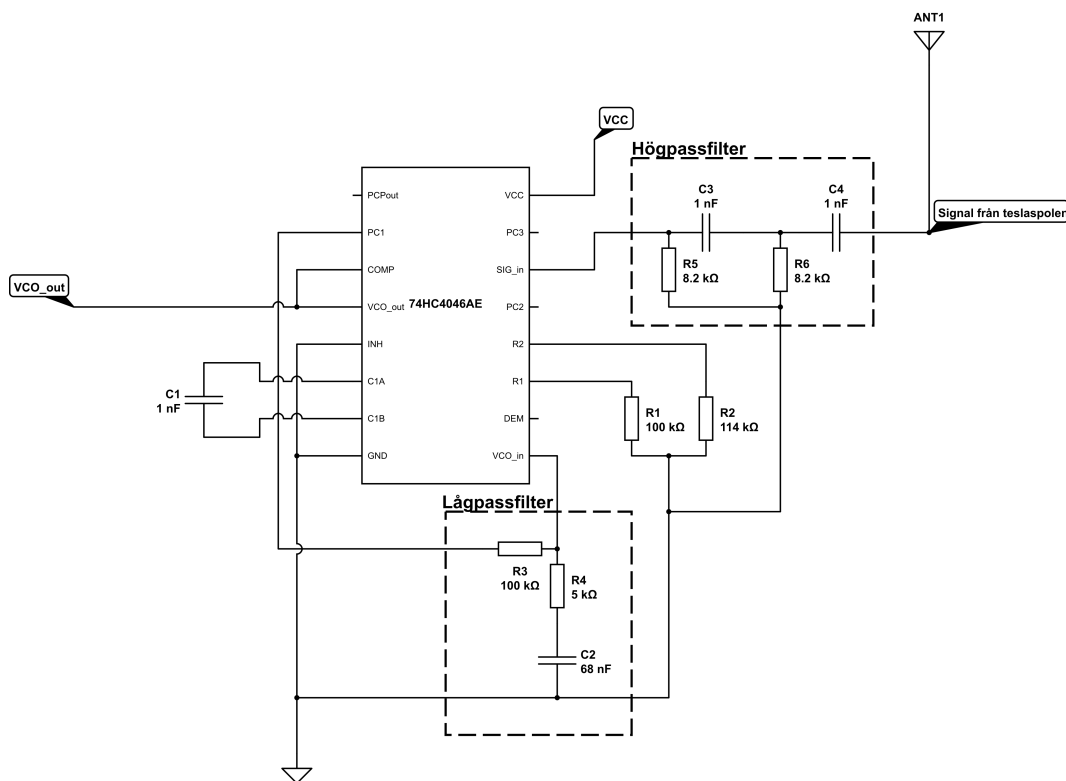 ANT1
VCC
Högpassfilter
C3
1 nF
C4
1 nF
Signal från teslaspolen
PCPout
VCC
PC1
PC3
R5
8.2 kΩ
R6
8.2 kΩ
COMP
SIG_in
VCO_out
VCO_out
74HC4046AE
PC2
INH
R2
C1A
R1
C1
1 nF
C1B
DEM
R1
100 kΩ
R2
114 kΩ
GND
VCO_in
Lågpassfilter
R3
100 kΩ
R4
5 kΩ
C2
68 nF